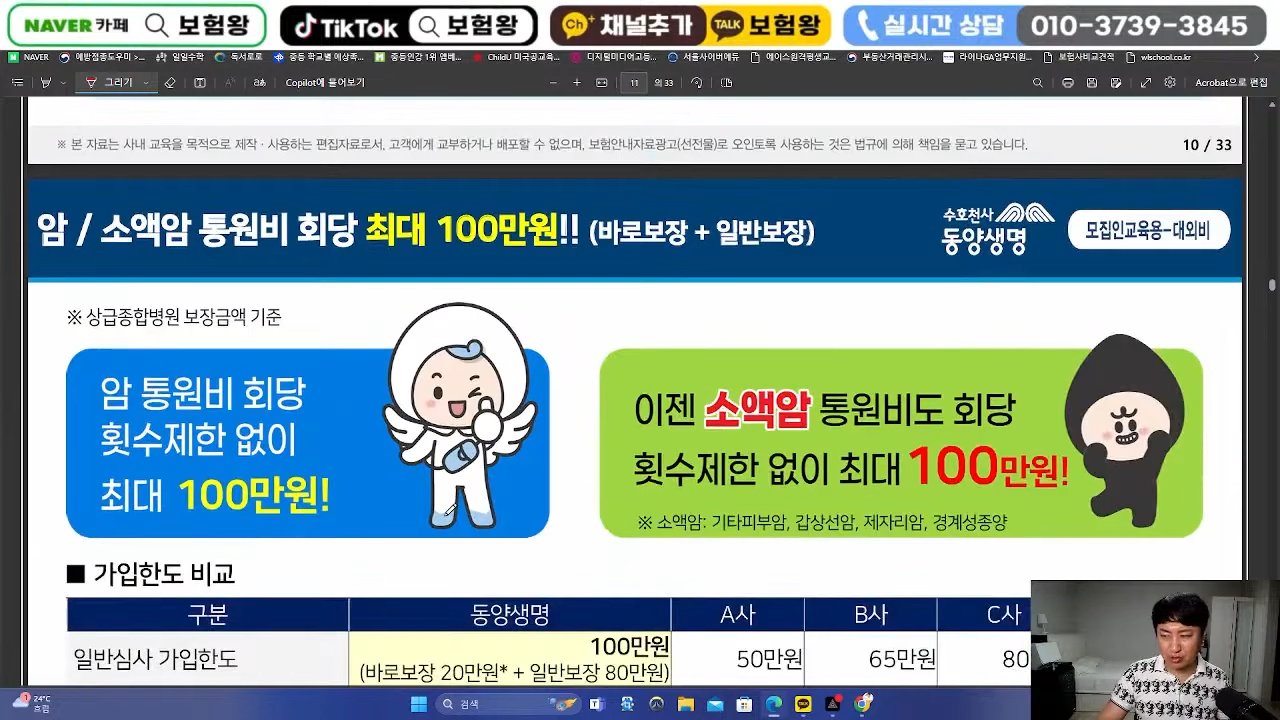 NAVER 카페 보험왕
TikTok 보험왕
Ch+ 채널추가 TALK 보험왕
실시간 상담 010-3739-3845
NAVER
독서로
wlschool.co.kr
그리기
Copilot에 물어보기
11 의 33
Acrobat으로 편집
※ 본 자료는 사내 교육을 목적으로 제작 · 사용하는 편집자료로서, 고객에게 교부하거나 배포할 수 없으며, 보험안내자료광고(선전물)로 오인토록 사용하는 것은 법규에 의해 책임을 묻고 있습니다.
10 / 33
암 / 소액암 통원비 회당 최대 100만원!! (바로보장 + 일반보장)
수호천사
동양생명
모집인교육용-대외비
※ 상급종합병원 보장금액 기준
암 통원비 회당
횟수제한 없이
최대 100만원!
이젠 소액암 통원비도 회당
횟수제한 없이 최대 100만원!
※ 소액암: 기타피부암, 갑상선암, 제자리암, 경계성종양
■ 가입한도 비교
구분 동양생명 A사 B사 C사
일반심사 가입한도 100만원 50만원 65만원 80
(바로보장 20만원* + 일반보장 80만원)
24°C
흐림
검색